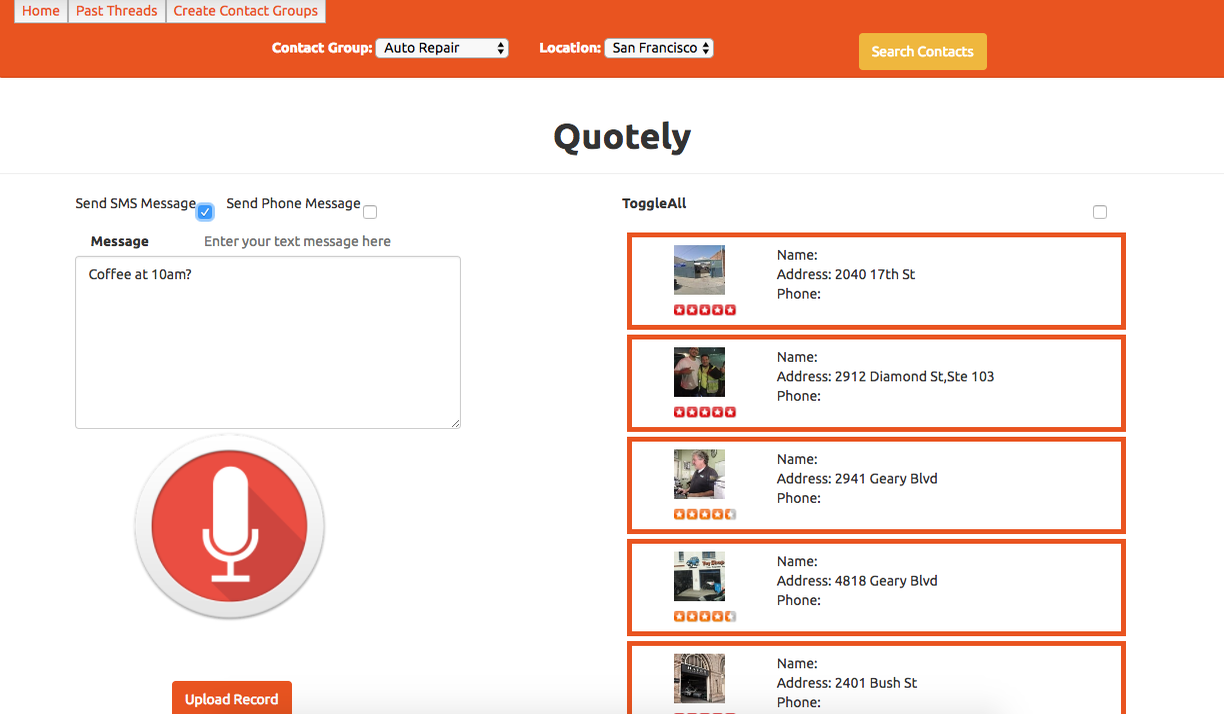 Home Past Threads Create Contact Groups
Contact Group: Auto Repair Location: San Francisco Search Contacts
Quotely
Send SMS Message Send Phone Message
Message Enter your text message here
Coffee at 10am?
Upload Record
ToggleAll
Name:
Address: 2040 17th St
Phone:
Name:
Address: 2912 Diamond St,Ste 103
Phone:
Name:
Address: 2941 Geary Blvd
Phone:
Name:
Address: 4818 Geary Blvd
Phone:
Name:
Address: 2401 Bush St
Phone: